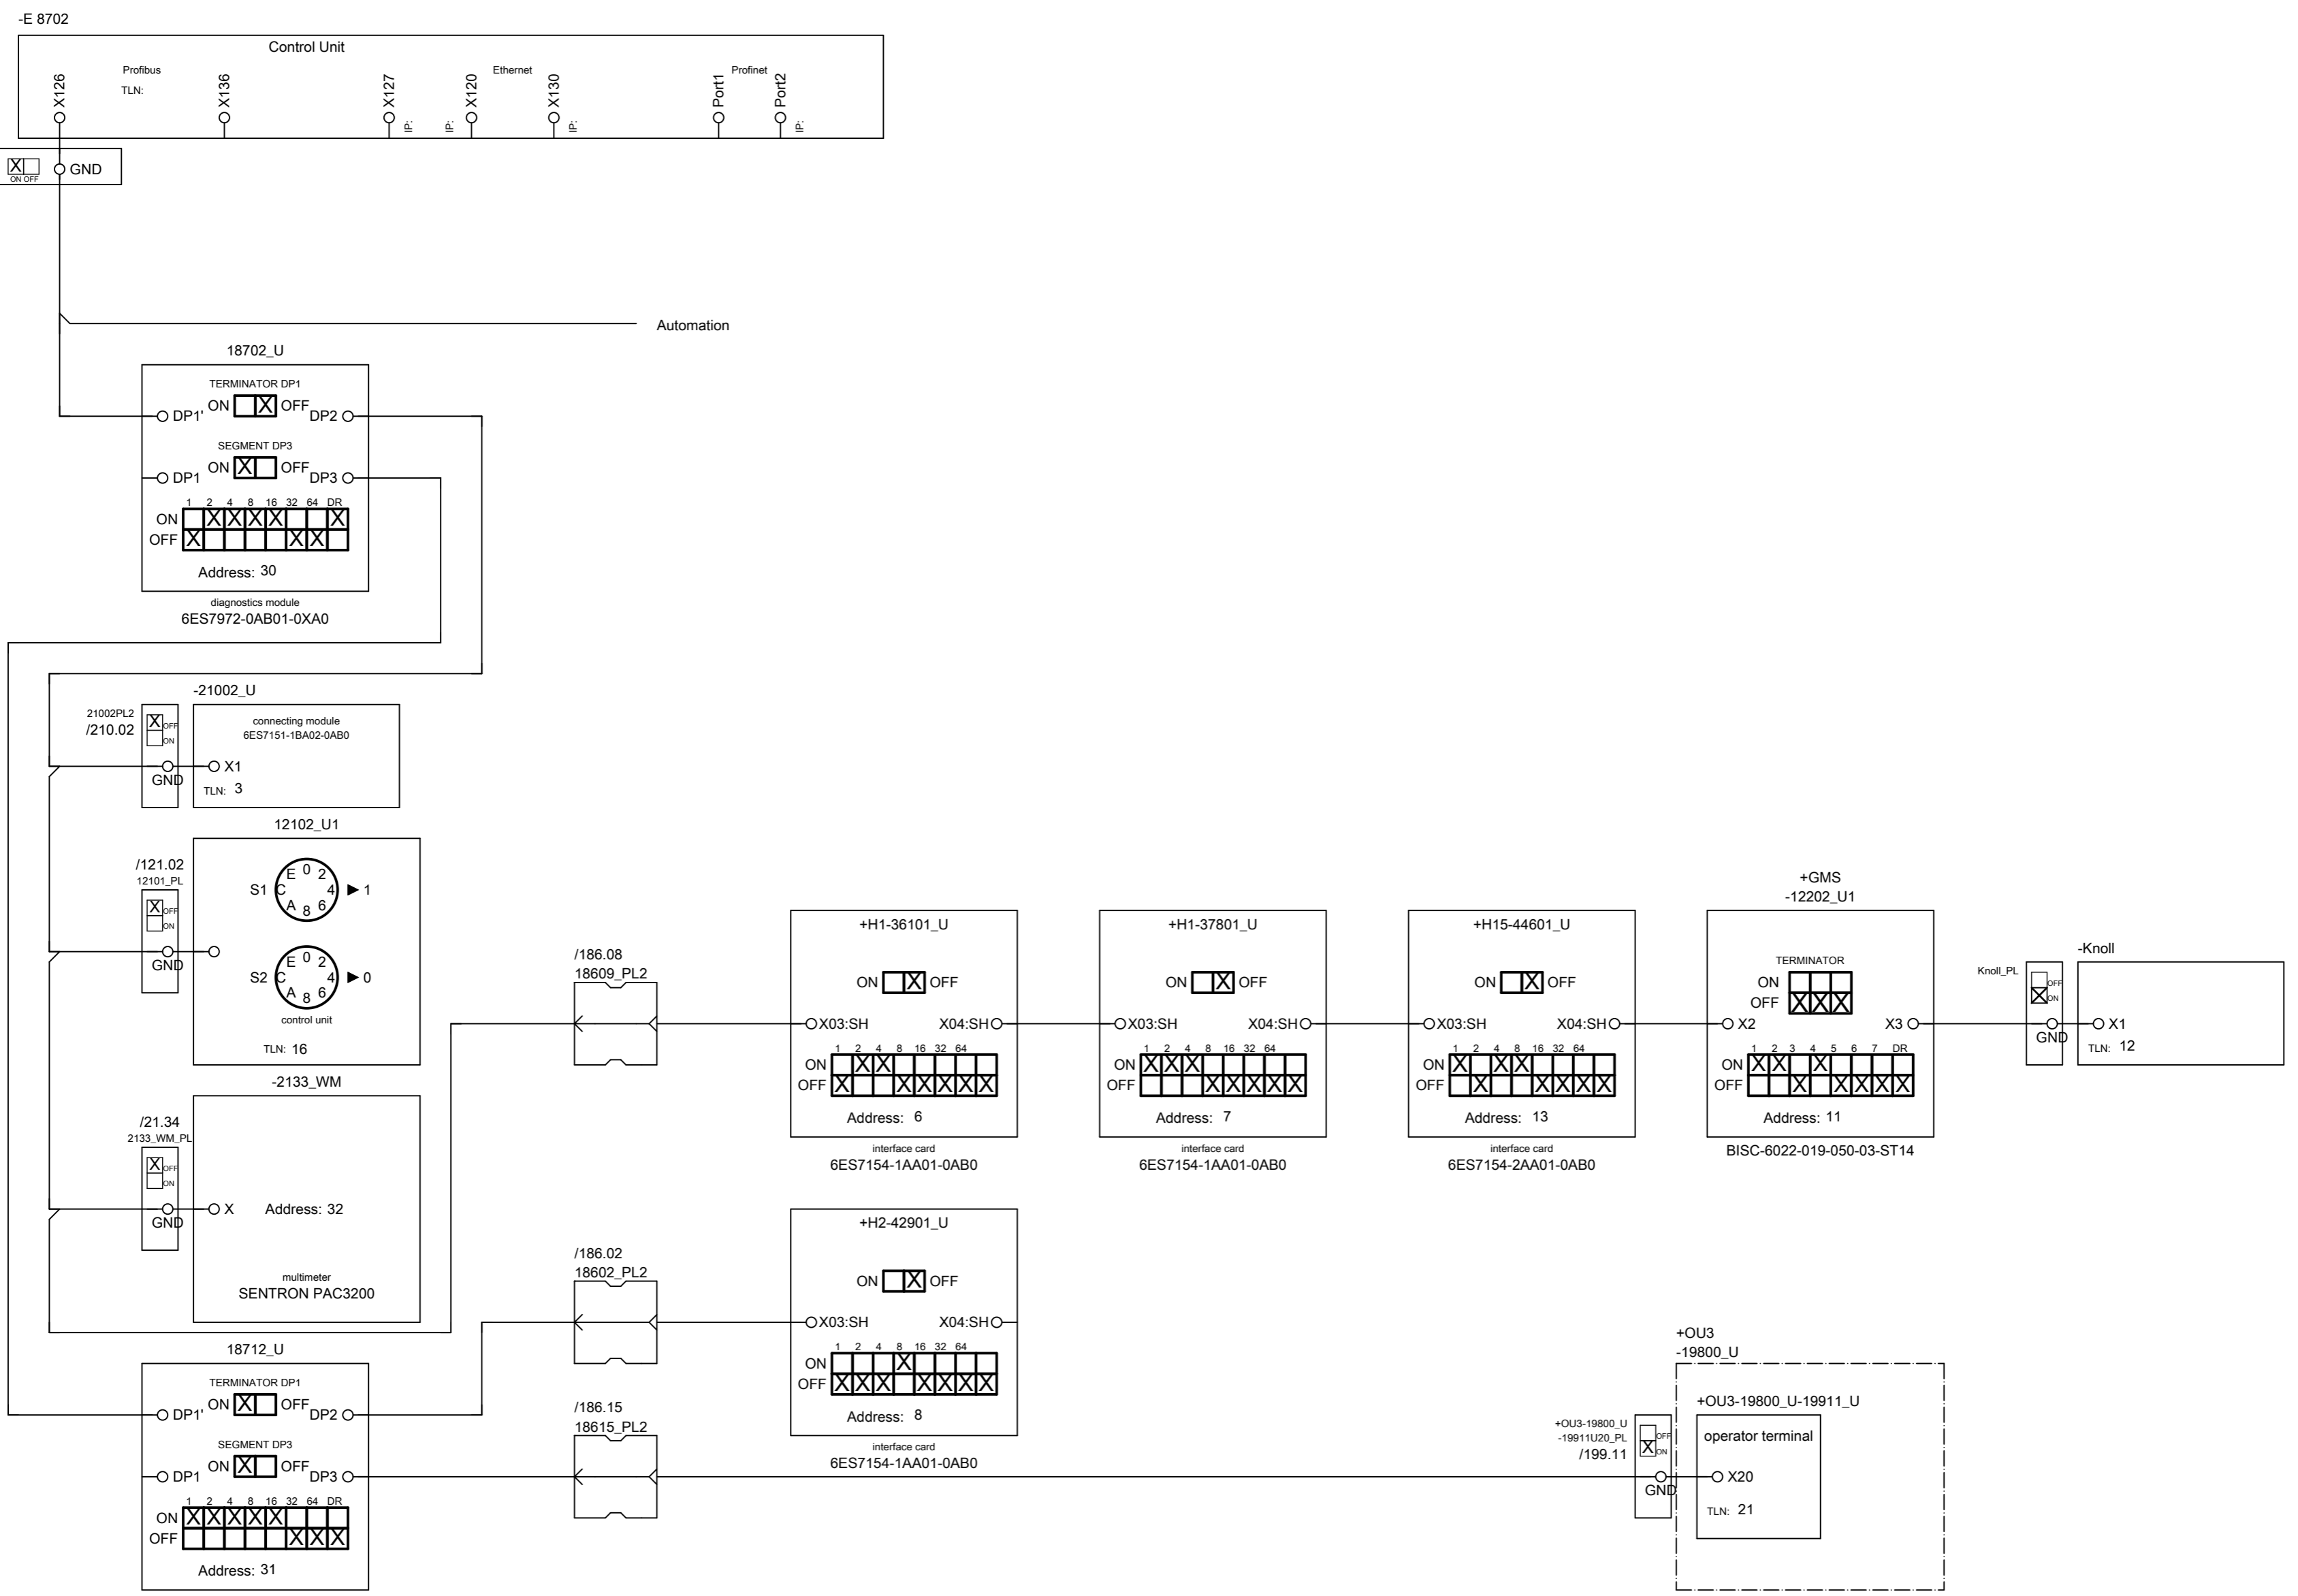 -E 8702
Control Unit
Profibus
Ethernet
Profinet
TLN:
X126
X136
X127
IP:
IP:
X120
X130
IP:
Port1
Port2
IP:
X
ON OFF
GND
Automation
18702_U
TERMINATOR DP1
ON X OFF
DP1' DP2
SEGMENT DP3
ON X OFF
DP1 DP3
1 2 4 8 16 32 64 DR
ON X X X X X
OFF X X X
Address: 30
diagnostics module
6ES7972-0AB01-0XA0
-21002_U
21002PL2
/210.02
X OFF
ON
GND
connecting module
6ES7151-1BA02-0AB0
X1
TLN: 3
12102_U1
/121.02
12101_PL
X OFF
ON
GND
S1 E 0 2 C 4 A 8 6 1
S2 E 0 2 C 4 A 8 6 0
control unit
TLN: 16
-2133_WM
/21.34
2133_WM_PL
X OFF
ON
GND
X
Address: 32
multimeter
SENTRON PAC3200
/186.08
18609_PL2
+H1-36101_U
ON X OFF
X03:SH X04:SH
1 2 4 8 16 32 64
ON X X
OFF X X X X X X
Address: 6
interface card
6ES7154-1AA01-0AB0
+H1-37801_U
ON X OFF
X03:SH X04:SH
1 2 4 8 16 32 64
ON X X X
OFF X X X X X
Address: 7
interface card
6ES7154-1AA01-0AB0
+H15-44601_U
ON X OFF
X03:SH X04:SH
1 2 4 8 16 32 64
ON X X X
OFF X X X X X
Address: 13
interface card
6ES7154-2AA01-0AB0
+GMS
-12202_U1
TERMINATOR
ON
OFF X X X
X2 X3
1 2 3 4 5 6 7 DR
ON X X X
OFF X X X X X
Address: 11
BISC-6022-019-050-03-ST14
-Knoll
Knoll_PL
OFF
X ON
GND
X1
TLN: 12
/186.02
18602_PL2
+H2-42901_U
ON X OFF
X03:SH X04:SH
1 2 4 8 16 32 64
ON X
OFF X X X X X X X
Address: 8
interface card
6ES7154-1AA01-0AB0
18712_U
TERMINATOR DP1
ON X OFF
DP1' DP2
SEGMENT DP3
ON X OFF
DP1 DP3
1 2 4 8 16 32 64 DR
ON X X X X X
OFF X X X
Address: 31
/186.15
18615_PL2
+OU3
-19800_U
+OU3-19800_U
-19911U20_PL
/199.11
OFF
X ON
GND
+OU3-19800_U-19911_U
operator terminal
X20
TLN: 21